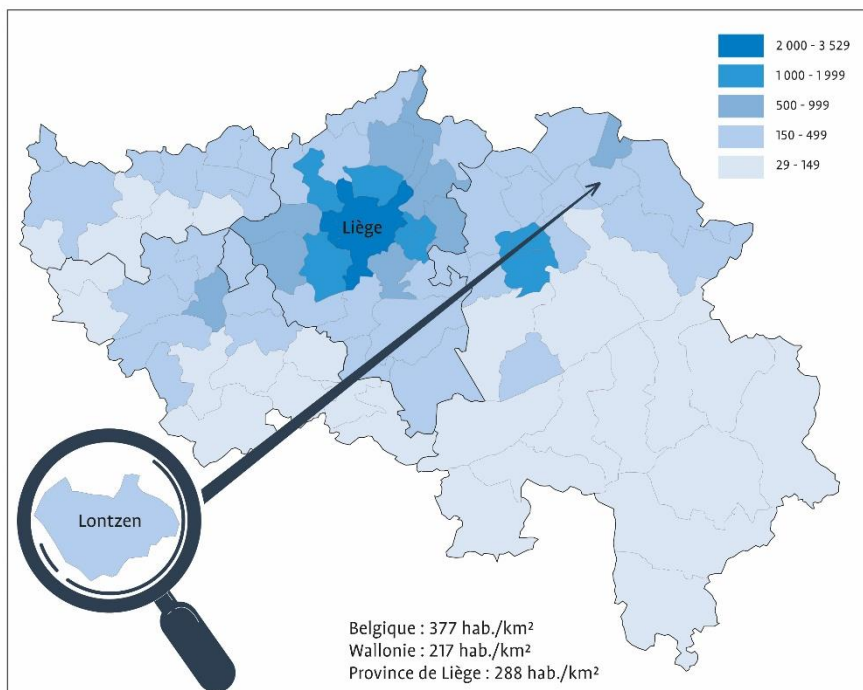 2 000 - 3 529
1 000 - 1 999
500 - 999
150 - 499
29 - 149
Liège
Lontzen
Belgique : 377 hab./km²
Wallonie : 217 hab./km²
Province de Liège : 288 hab./km²